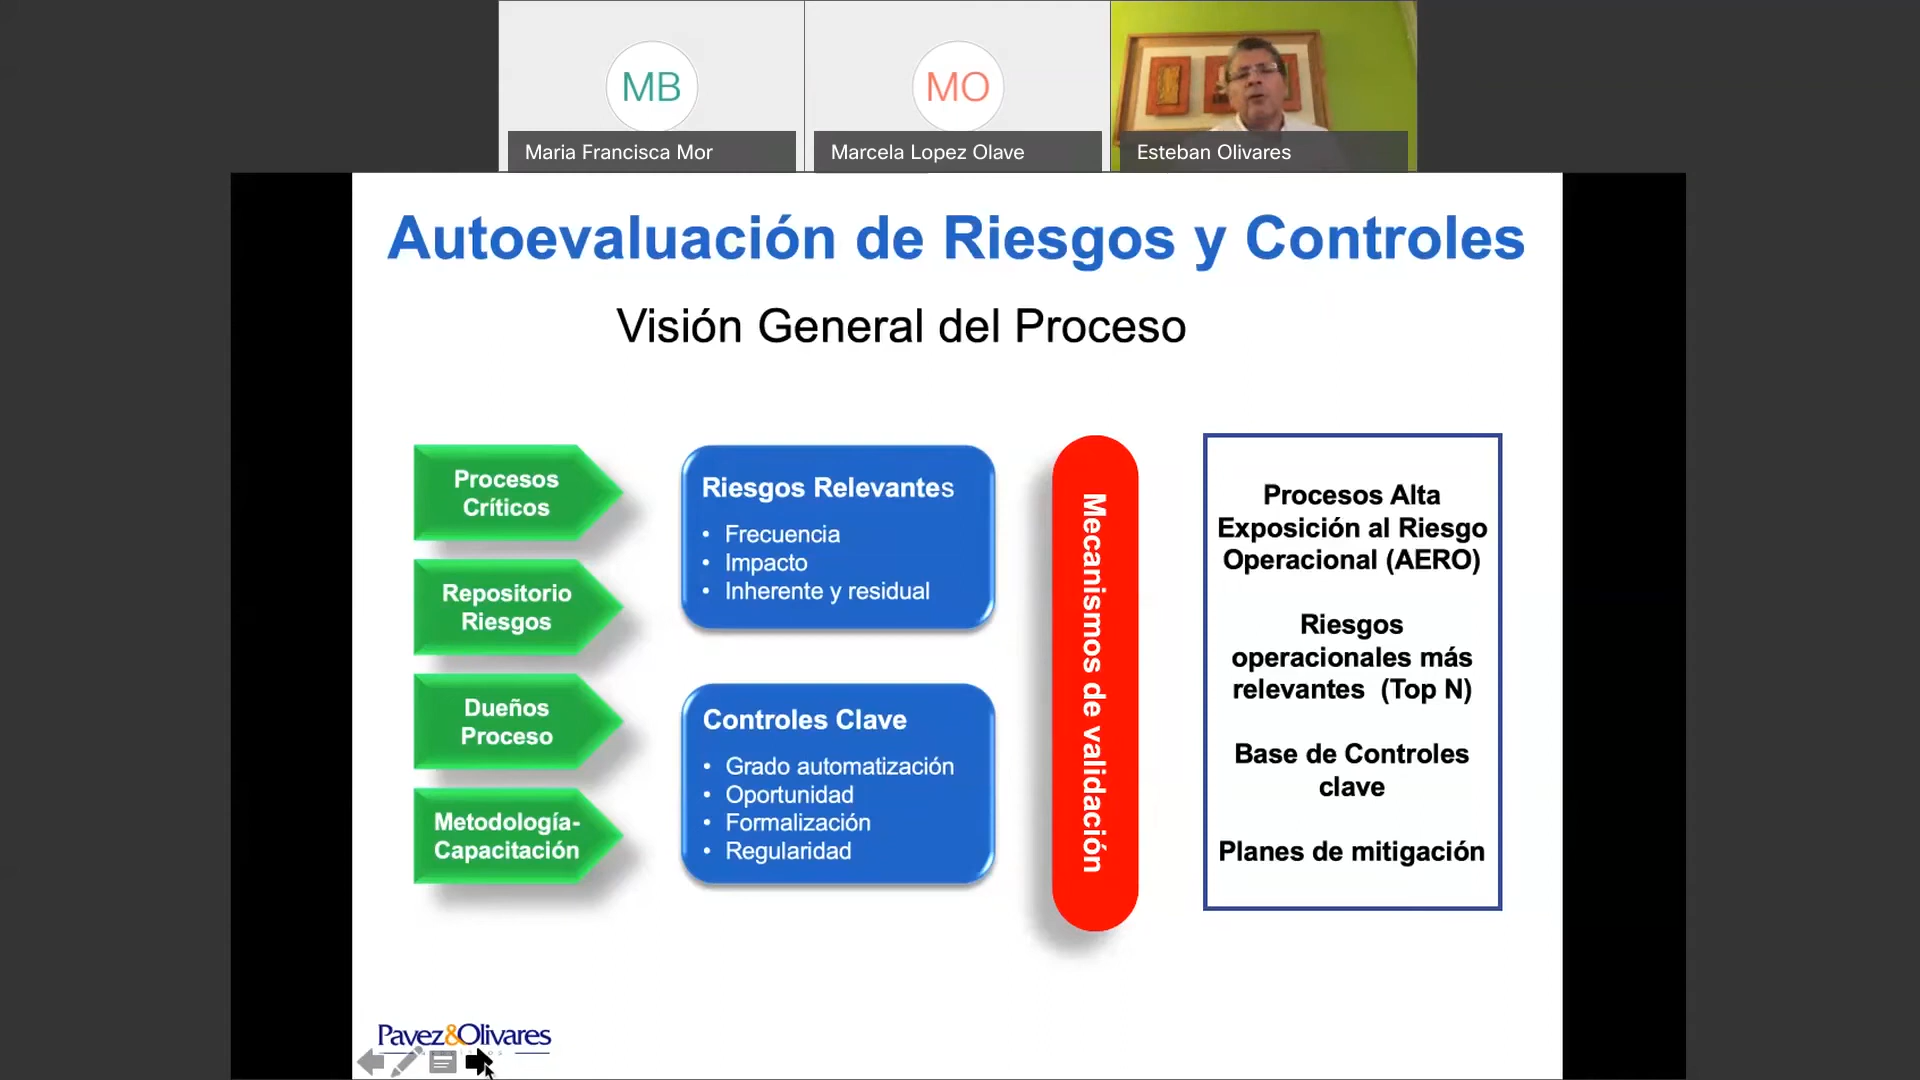 MB
MO
Maria Francisca Mor
Marcela Lopez Olave
Esteban Olivares
Autoevaluación de Riesgos y Controles
Visión General del Proceso
Procesos
Críticos
Repositorio
Riesgos
Dueños
Proceso
Metodología-
Capacitación
Riesgos Relevantes
• Frecuencia
• Impacto
• Inherente y residual
Controles Clave
• Grado automatización
• Oportunidad
• Formalización
• Regularidad
Mecanismos de validación
Procesos Alta
Exposición al Riesgo
Operacional (AERO)
Riesgos
operacionales más
relevantes (Top N)
Base de Controles
clave
Planes de mitigación
Pavez&Olivares